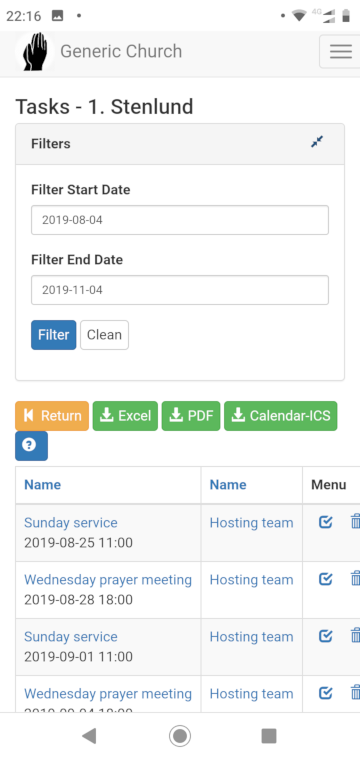 22:16
4G
Generic Church
Tasks - 1. Stenlund
Filters
Filter Start Date
2019-08-04
Filter End Date
2019-11-04
Filter Clean
Return Excel PDF Calendar-ICS
?
Name Name Menu
Sunday service Hosting team
2019-08-25 11:00
Wednesday prayer meeting Hosting team
2019-08-28 18:00
Sunday service Hosting team
2019-09-01 11:00
Wednesday prayer meeting Hosting team